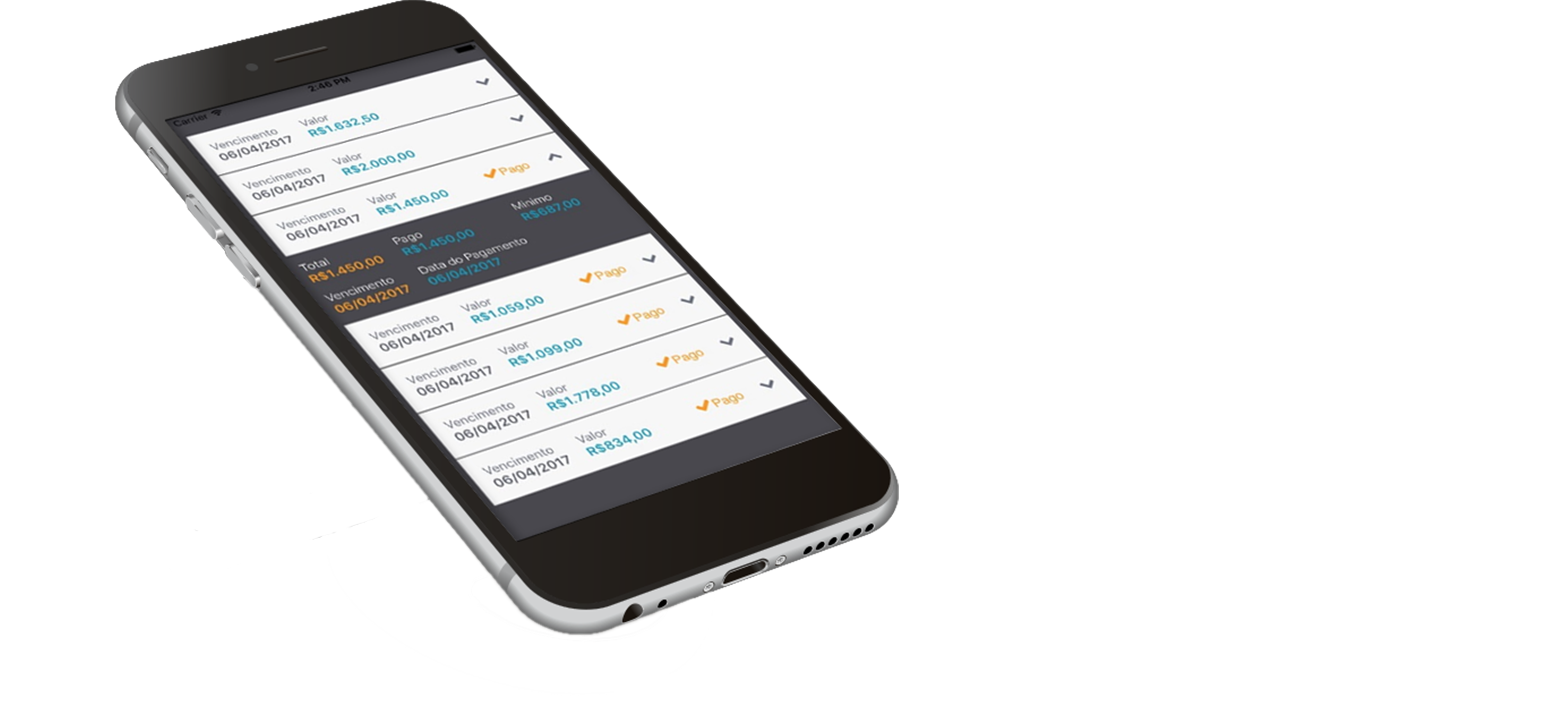 Carrier 2:46 PM
Vencimento Valor
06/04/2017 R$1.632,50
Vencimento Valor
06/04/2017 R$2.000,00
Vencimento Valor Pago
06/04/2017 R$1.450,00
Total Pago Mínimo
R$1.450,00 R$1.450,00 R$687,00
Vencimento Data do Pagamento
06/04/2017 06/04/2017
Vencimento Valor Pago
06/04/2017 R$1.059,00
Vencimento Valor Pago
06/04/2017 R$1.099,00
Vencimento Valor Pago
06/04/2017 R$1.778,00
Vencimento Valor Pago
06/04/2017 R$834,00